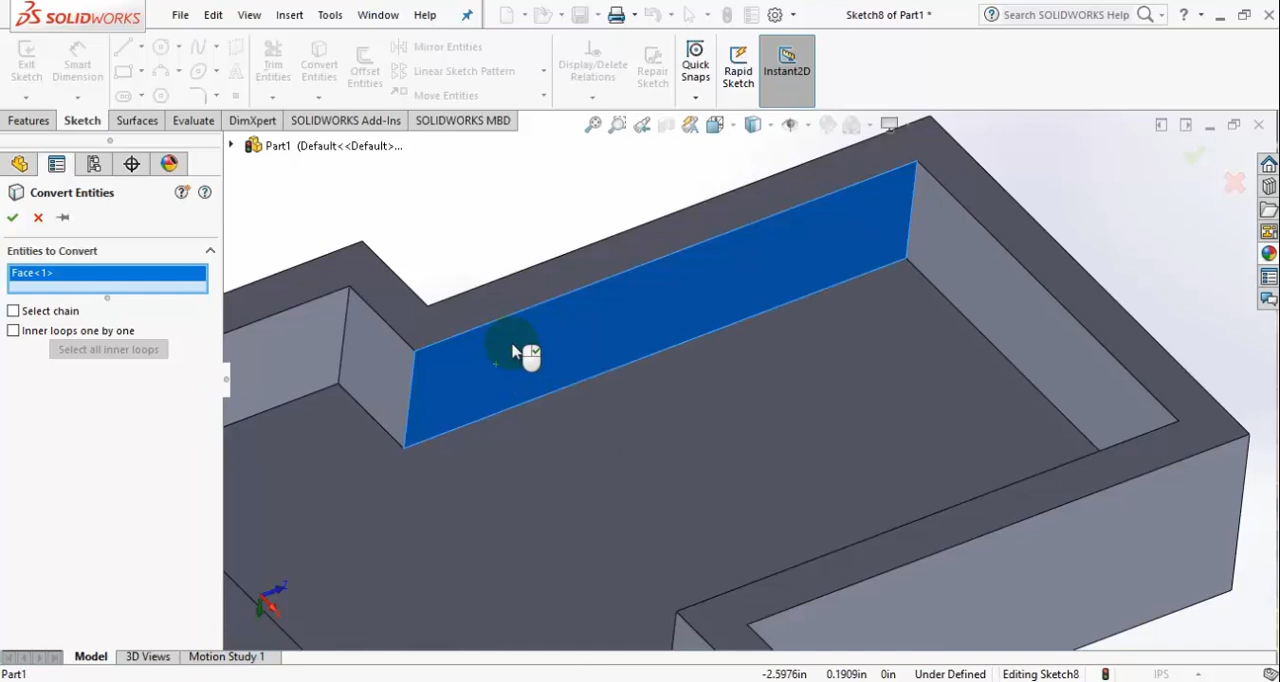 SOLIDWORKS File Edit View Insert Tools Window Help Sketch8 of Part1 * Search SOLIDWORKS Help
Exit Sketch Smart Dimension Trim Entities Convert Entities Offset Entities Mirror Entities Linear Sketch Pattern Move Entities Display/Delete Relations Repair Sketch Quick Snaps Rapid Sketch Instant2D
Features Sketch Surfaces Evaluate DimXpert SOLIDWORKS Add-Ins SOLIDWORKS MBD
Part1 (Default<<Default>...
Convert Entities
Entities to Convert
Face<1>
Select chain
Inner loops one by one
Select all inner loops
Model 3D Views Motion Study 1
Part1 -2.5976in 0.1909in 0in Under Defined Editing Sketch8 IPS